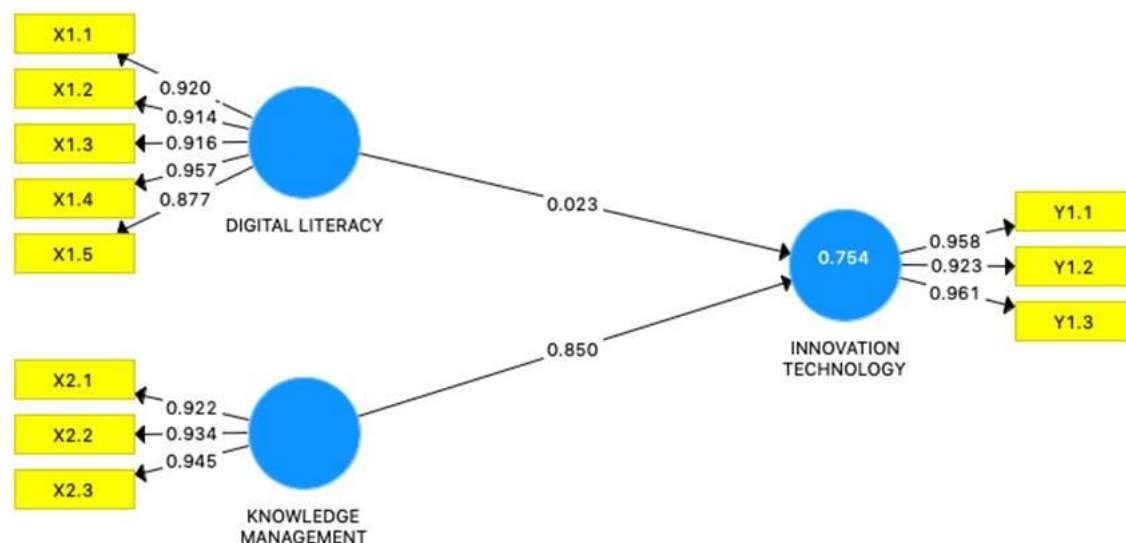 X1.1
0.920
X1.2
0.914
X1.3
0.916
X1.4
0.957
X1.5
0.877
DIGITAL LITERACY
0.023
0.754
INNOVATION
TECHNOLOGY
0.958
Y1.1
0.923
Y1.2
0.961
Y1.3
0.850
X2.1
0.922
X2.2
0.934
X2.3
0.945
KNOWLEDGE
MANAGEMENT